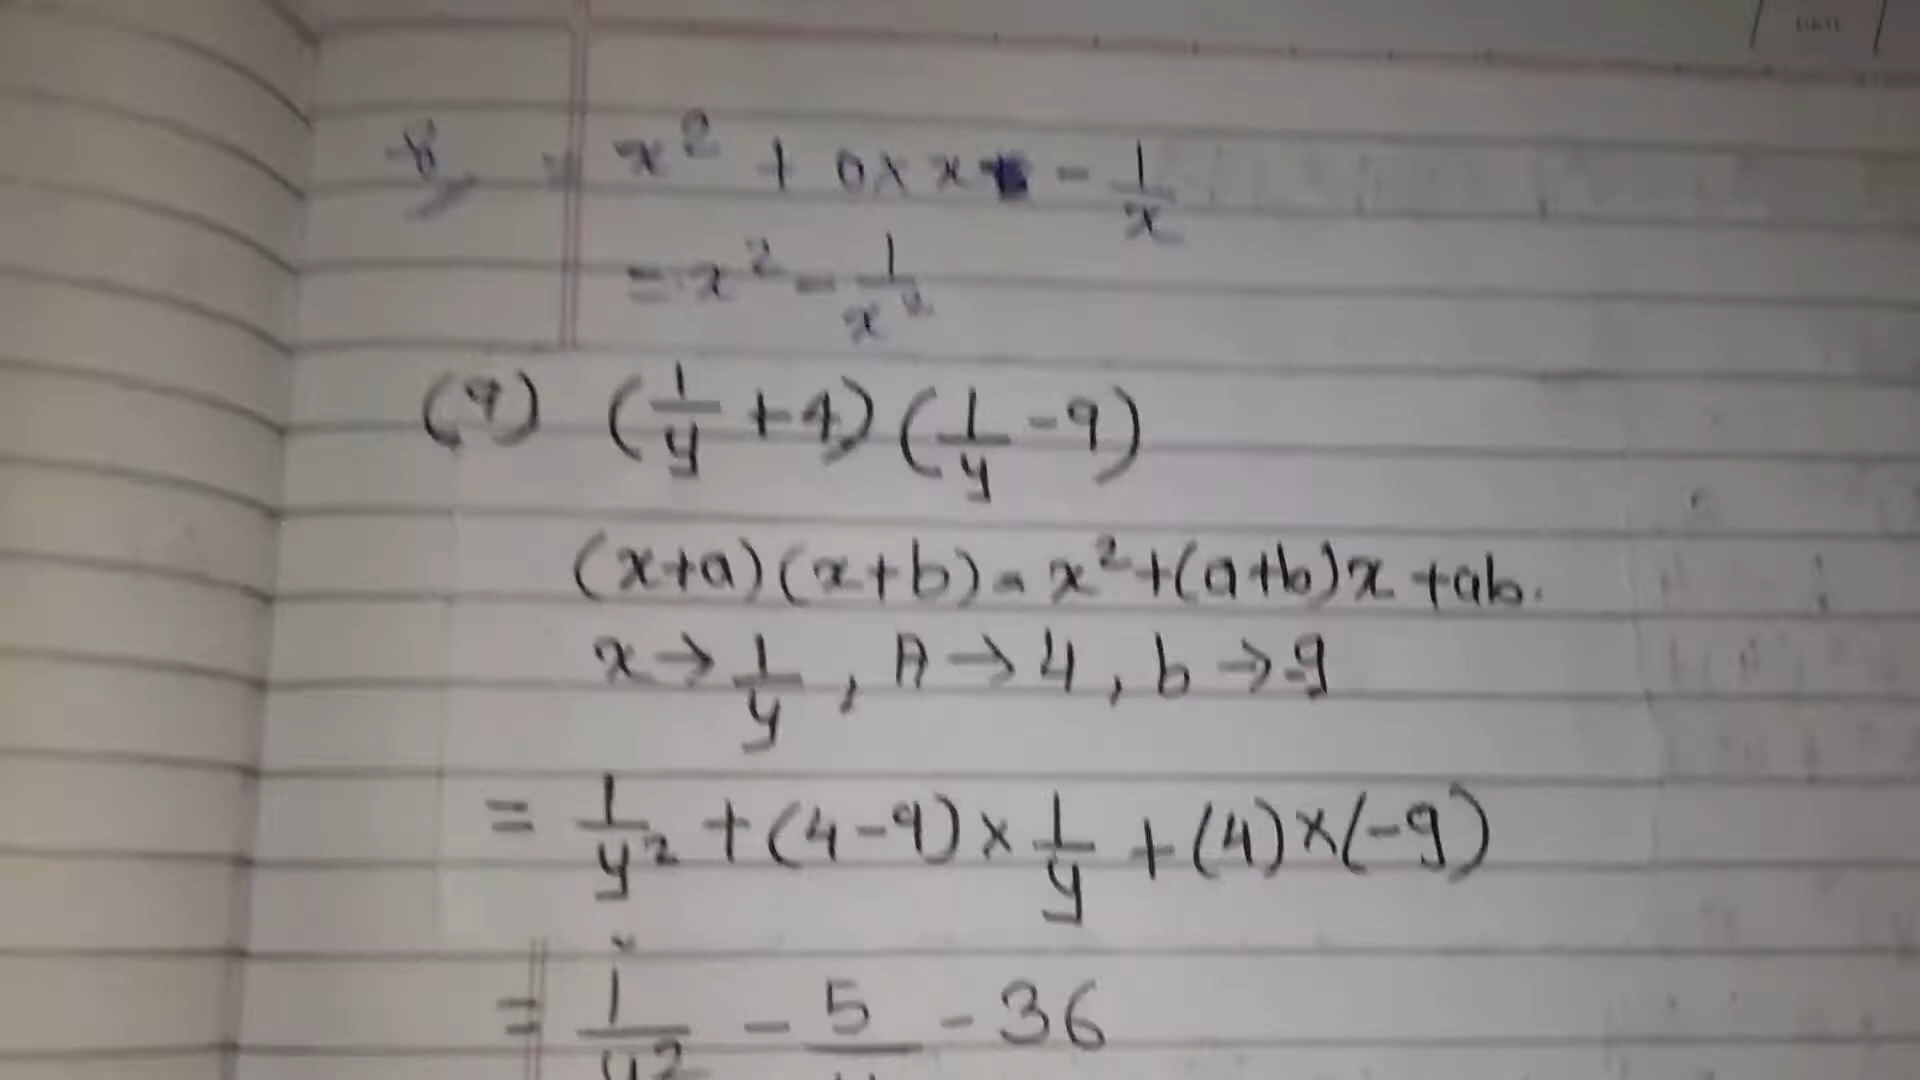 = x² + 0 x x - 1/x
= x² - 1/x²
(9) (1/y + 4) (1/y - 9)
(x+a) (x+b) = x² + (a+b)x + ab.
x → 1/y , A → 4 , b → -9
= 1/y² + (4-9) × 1/y + (4) × (-9)
= 1/y² - 5/y - 36